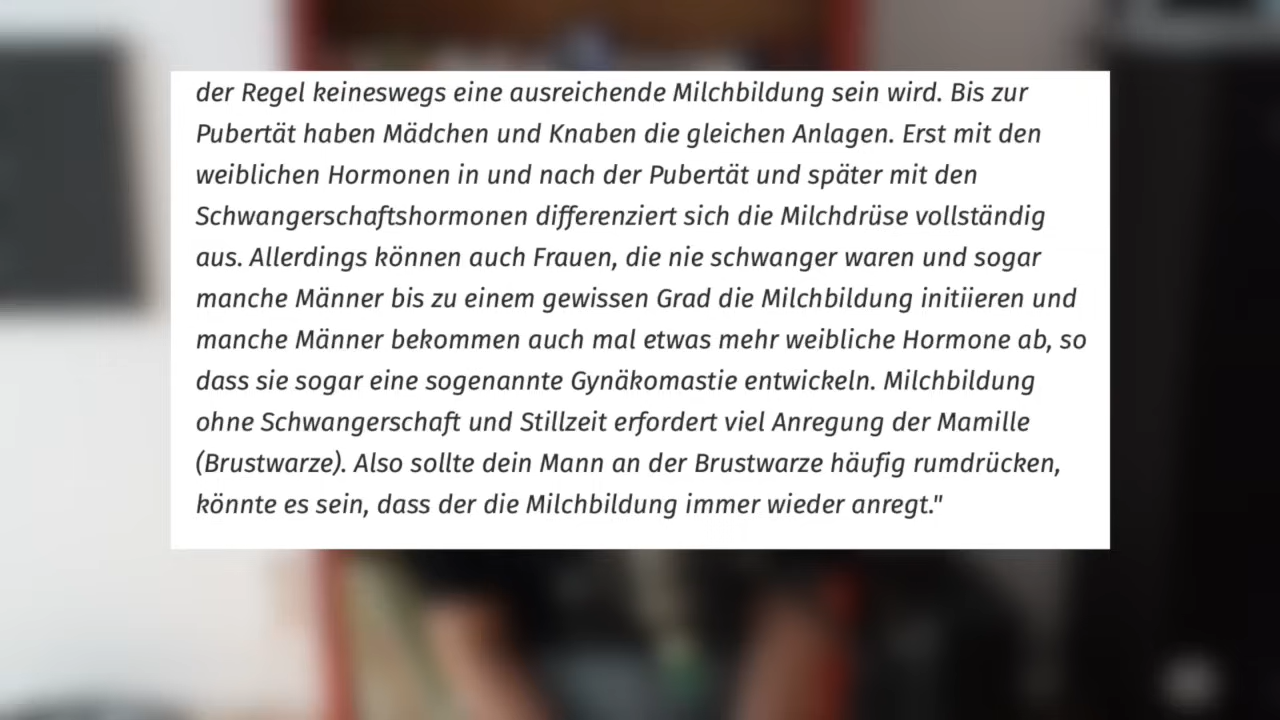 der Regel keineswegs eine ausreichende Milchbildung sein wird. Bis zur
Pubertät haben Mädchen und Knaben die gleichen Anlagen. Erst mit den
weiblichen Hormonen in und nach der Pubertät und später mit den
Schwangerschaftshormonen differenziert sich die Milchdrüse vollständig
aus. Allerdings können auch Frauen, die nie schwanger waren und sogar
manche Männer bis zu einem gewissen Grad die Milchbildung initiieren und
manche Männer bekommen auch mal etwas mehr weibliche Hormone ab, so
dass sie sogar eine sogenannte Gynäkomastie entwickeln. Milchbildung
ohne Schwangerschaft und Stillzeit erfordert viel Anregung der Mamille
(Brustwarze). Also sollte dein Mann an der Brustwarze häufig rumdrücken,
könnte es sein, dass der die Milchbildung immer wieder anregt."